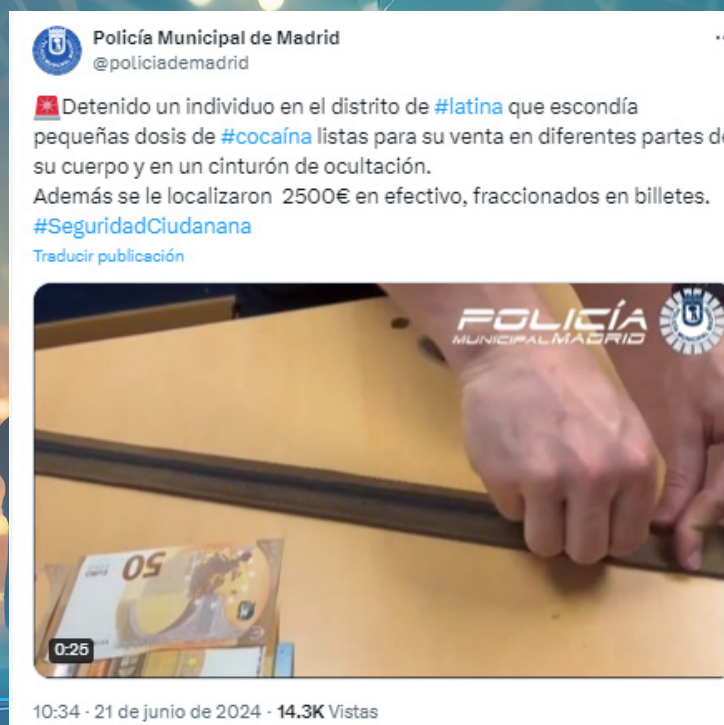 Policía Municipal de Madrid
@policiademadrid
🚨Detenido un individuo en el distrito de #latina que escondía
pequeñas dosis de #cocaína listas para su venta en diferentes partes de
su cuerpo y en un cinturón de ocultación.
Además se le localizaron 2500€ en efectivo, fraccionados en billetes.
#SeguridadCiudanana
Traducir publicación
POLICÍA
MUNICIPAL MADRID
50
EURO
0:25
10:34 · 21 de junio de 2024 · 14.3K Vistas